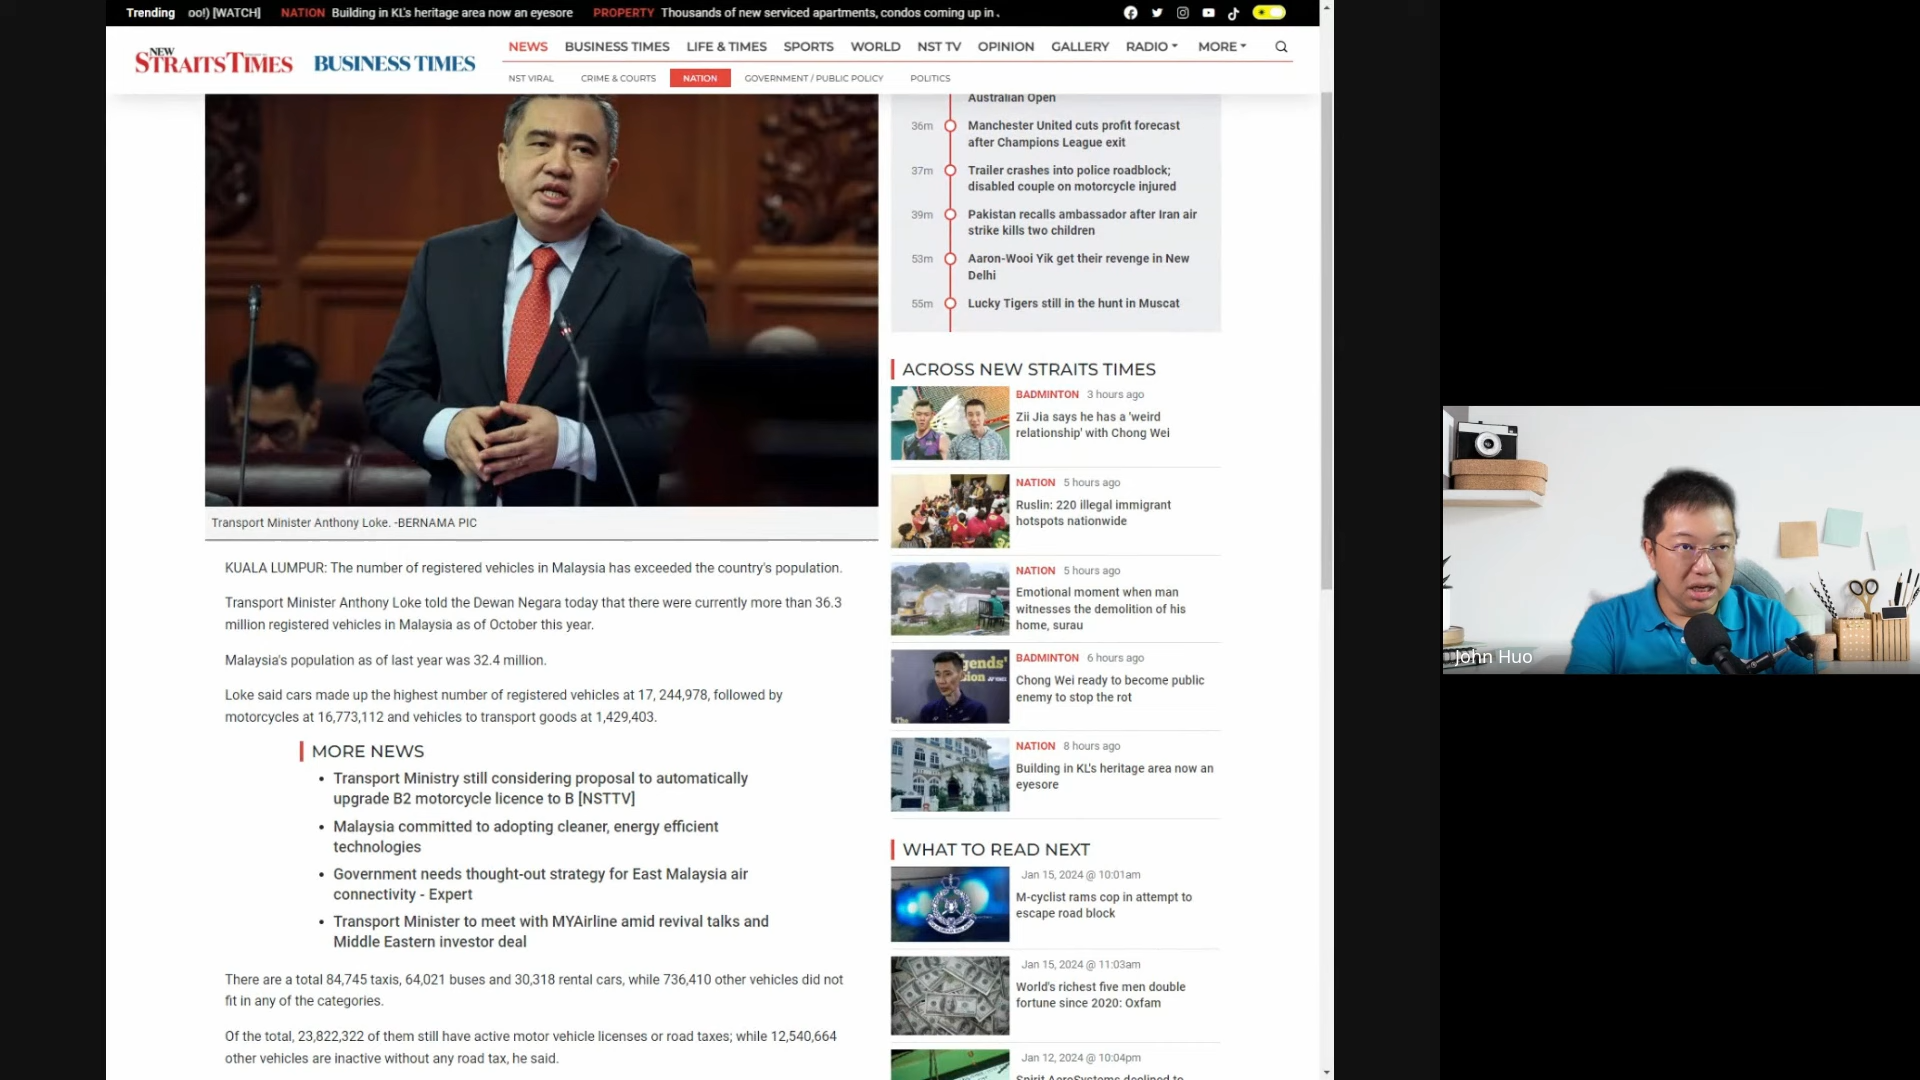 Trending oo!) [WATCH] NATION Building in KL's heritage area now an eyesore PROPERTY Thousands of new serviced apartments, condos coming up in .
NEW
STRAITS TIMES BUSINESS TIMES
NEWS BUSINESS TIMES LIFE & TIMES SPORTS WORLD NST TV OPINION GALLERY RADIO MORE
NST VIRAL CRIME & COURTS NATION GOVERNMENT / PUBLIC POLICY POLITICS
Transport Minister Anthony Loke. -BERNAMA PIC
KUALA LUMPUR: The number of registered vehicles in Malaysia has exceeded the country's population.
Transport Minister Anthony Loke told the Dewan Negara today that there were currently more than 36.3
million registered vehicles in Malaysia as of October this year.
Malaysia's population as of last year was 32.4 million.
Loke said cars made up the highest number of registered vehicles at 17, 244,978, followed by
motorcycles at 16,773,112 and vehicles to transport goods at 1,429,403.
MORE NEWS
• Transport Ministry still considering proposal to automatically
upgrade B2 motorcycle licence to B [NSTTV]
• Malaysia committed to adopting cleaner, energy efficient
technologies
• Government needs thought-out strategy for East Malaysia air
connectivity - Expert
• Transport Minister to meet with MYAirline amid revival talks and
Middle Eastern investor deal
There are a total 84,745 taxis, 64,021 buses and 30,318 rental cars, while 736,410 other vehicles did not
fit in any of the categories.
Of the total, 23,822,322 of them still have active motor vehicle licenses or road taxes; while 12,540,664
other vehicles are inactive without any road tax, he said.
Australian Open
36m Manchester United cuts profit forecast
after Champions League exit
37m Trailer crashes into police roadblock;
disabled couple on motorcycle injured
39m Pakistan recalls ambassador after Iran air
strike kills two children
53m Aaron-Wooi Yik get their revenge in New
Delhi
55m Lucky Tigers still in the hunt in Muscat
ACROSS NEW STRAITS TIMES
BADMINTON 3 hours ago
Zii Jia says he has a 'weird
relationship' with Chong Wei
NATION 5 hours ago
Ruslin: 220 illegal immigrant
hotspots nationwide
NATION 5 hours ago
Emotional moment when man
witnesses the demolition of his
home, surau
BADMINTON 6 hours ago
Chong Wei ready to become public
enemy to stop the rot
NATION 8 hours ago
Building in KL's heritage area now an
eyesore
WHAT TO READ NEXT
Jan 15, 2024 @ 10:01am
M-cyclist rams cop in attempt to
escape road block
Jan 15, 2024 @ 11:03am
World's richest five men double
fortune since 2020: Oxfam
Jan 12, 2024 @ 10:04pm
Spirit AeroSystems declined to
John Huo